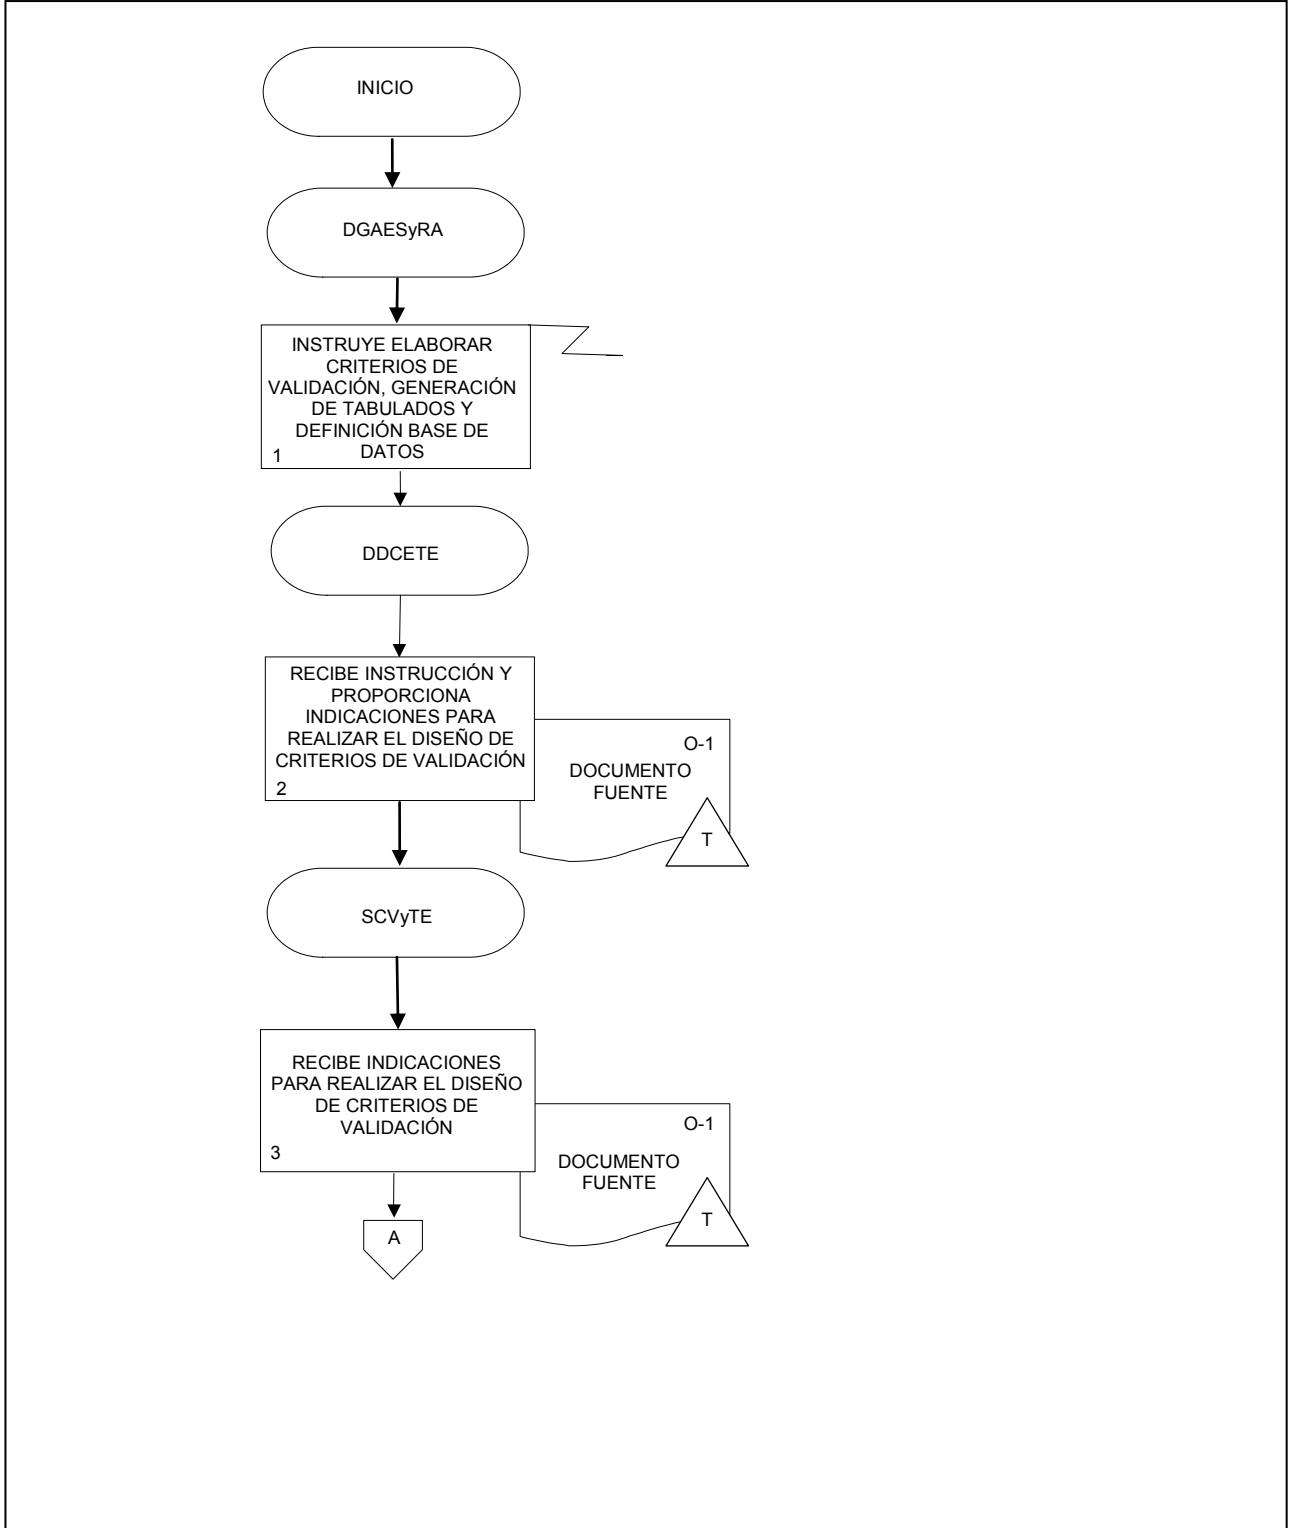 INICIO
DGAESyRA
INSTRUYE ELABORAR
CRITERIOS DE
VALIDACIÓN, GENERACIÓN
DE TABULADOS Y
DEFINICIÓN BASE DE
DATOS
1
DDCETE
RECIBE INSTRUCCIÓN Y
PROPORCIONA
INDICACIONES PARA
REALIZAR EL DISEÑO DE
CRITERIOS DE VALIDACIÓN
2
O-1
DOCUMENTO
FUENTE
T
SCVyTE
RECIBE INDICACIONES
PARA REALIZAR EL DISEÑO
DE CRITERIOS DE
VALIDACIÓN
3
O-1
DOCUMENTO
FUENTE
T
A